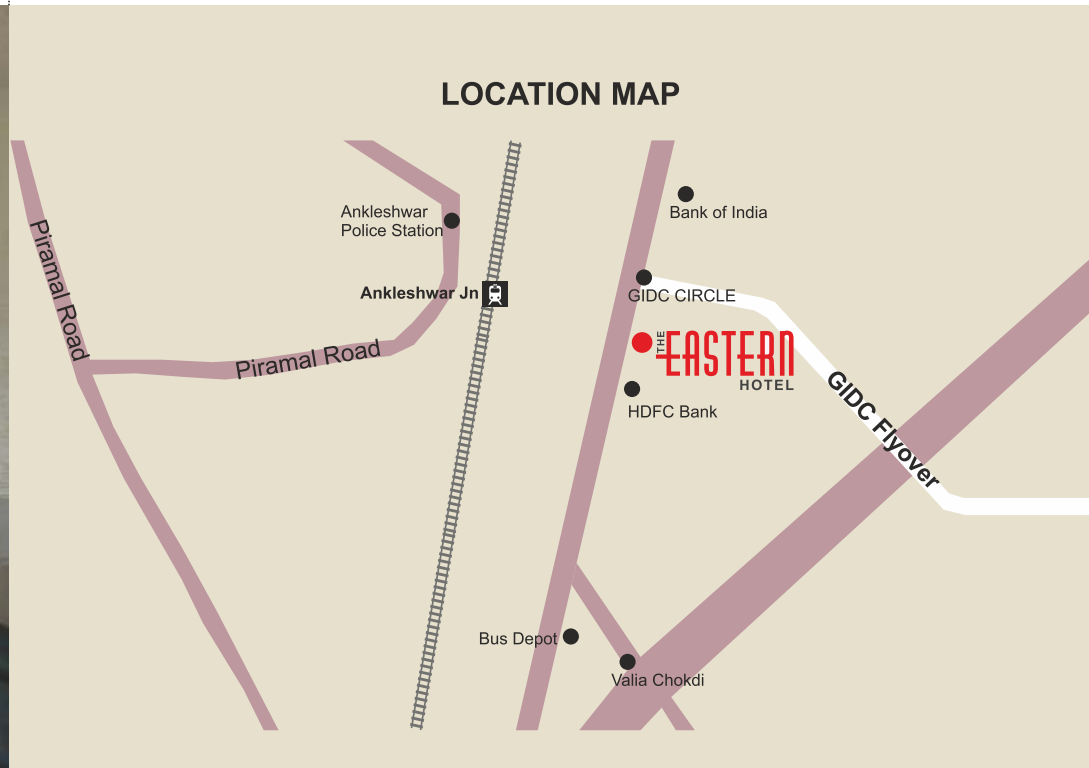 LOCATION MAP
Bank of India
Ankleshwar
Police Station
Piramal Road
Ankleshwar Jn
GIDC CIRCLE
THE
EASTERN
HOTEL
Piramal Road
GIDC Flyover
HDFC Bank
Bus Depot
Valia Chokdi